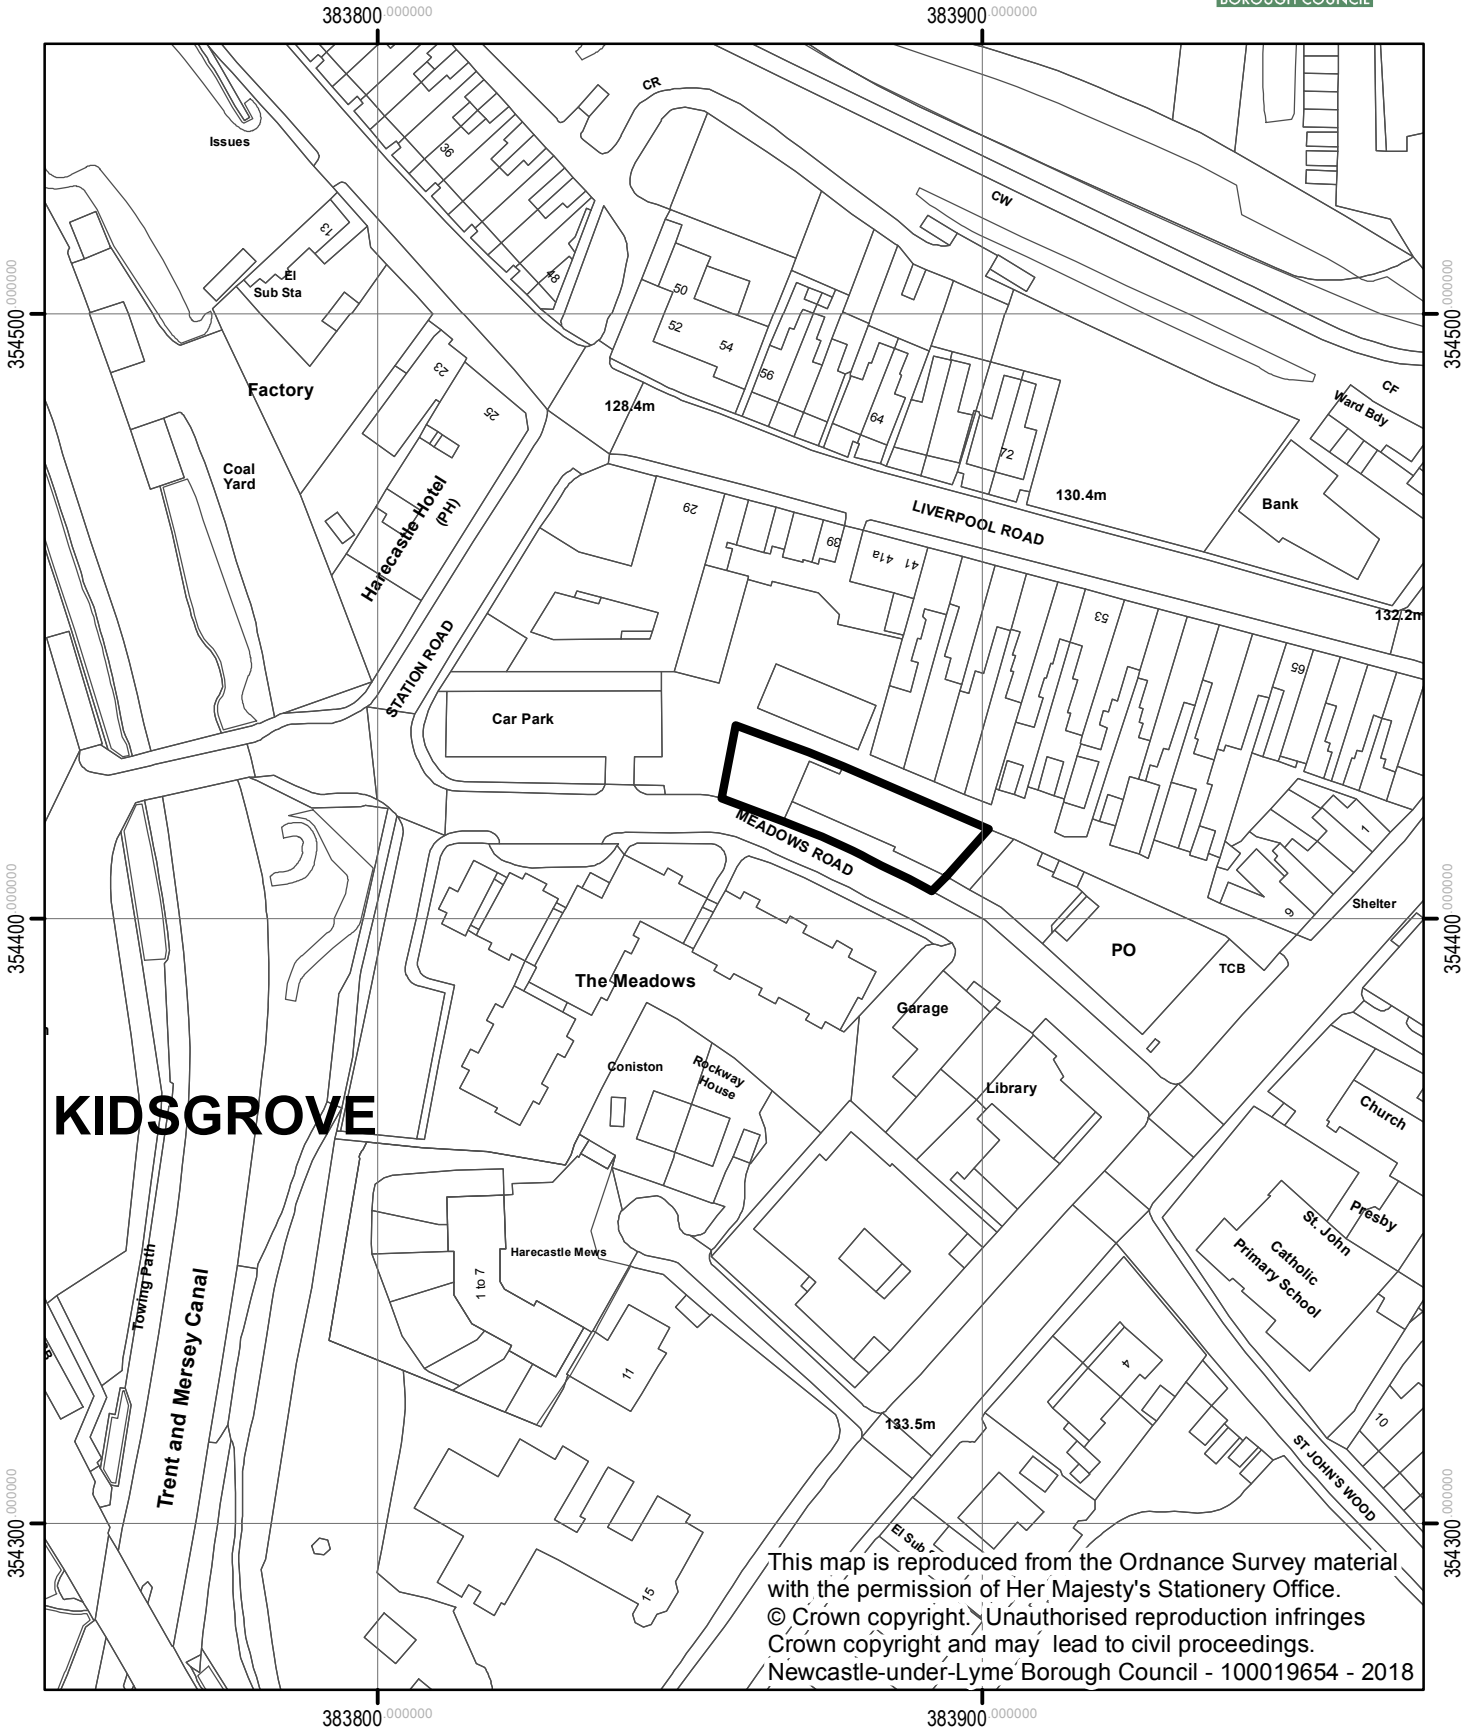 BOROUGH COUNCIL
383800.000000
383900.000000
CR
Issues
36
CW
13
El
Sub Sta
48
50
52
54
56
354500.000000
354500.000000
Factory
23
25
128.4m
64
72
CF
Ward Bdy
Coal
Yard
Harecastle Hotel
(PH)
130.4m
Bank
LIVERPOOL ROAD
29
39
41a
41
53
132.2m
65
STATION ROAD
Car Park
MEADOWS ROAD
1
9
Shelter
354400.000000
354400.000000
PO
TCB
The Meadows
Garage
Coniston
Rockway
House
Library
KIDSGROVE
Church
Presby
St. John
Catholic
Primary School
Harecastle Mews
1 to 7
Towing Path
Trent and Mersey Canal
11
4
10
133.5m
ST JOHN'S WOOD
354300.000000
354300.000000
El Sub
15
This map is reproduced from the Ordnance Survey material
with the permission of Her Majesty's Stationery Office.
© Crown copyright. Unauthorised reproduction infringes
Crown copyright and may lead to civil proceedings.
Newcastle-under-Lyme Borough Council - 100019654 - 2018
383800.000000
383900.000000